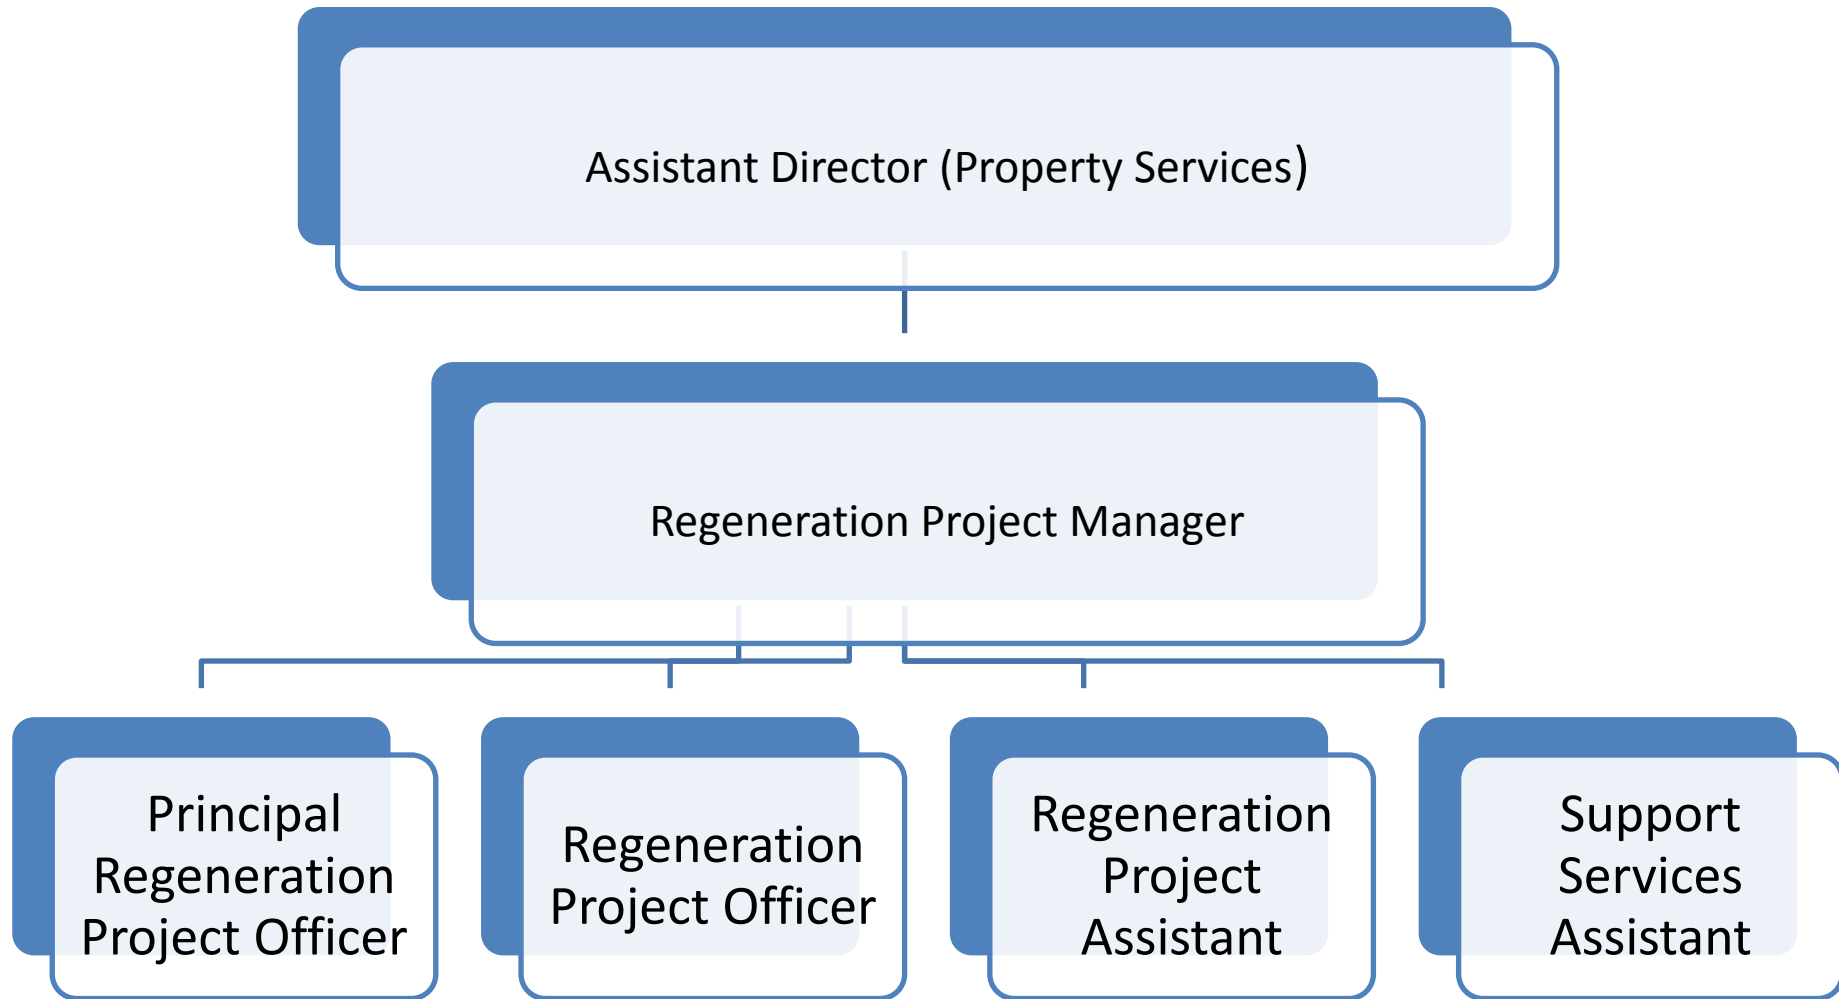 Assistant Director (Property Services)
Regeneration Project Manager
Principal
Regeneration
Project Officer
Regeneration
Project Officer
Regeneration
Project
Assistant
Support
Services
Assistant